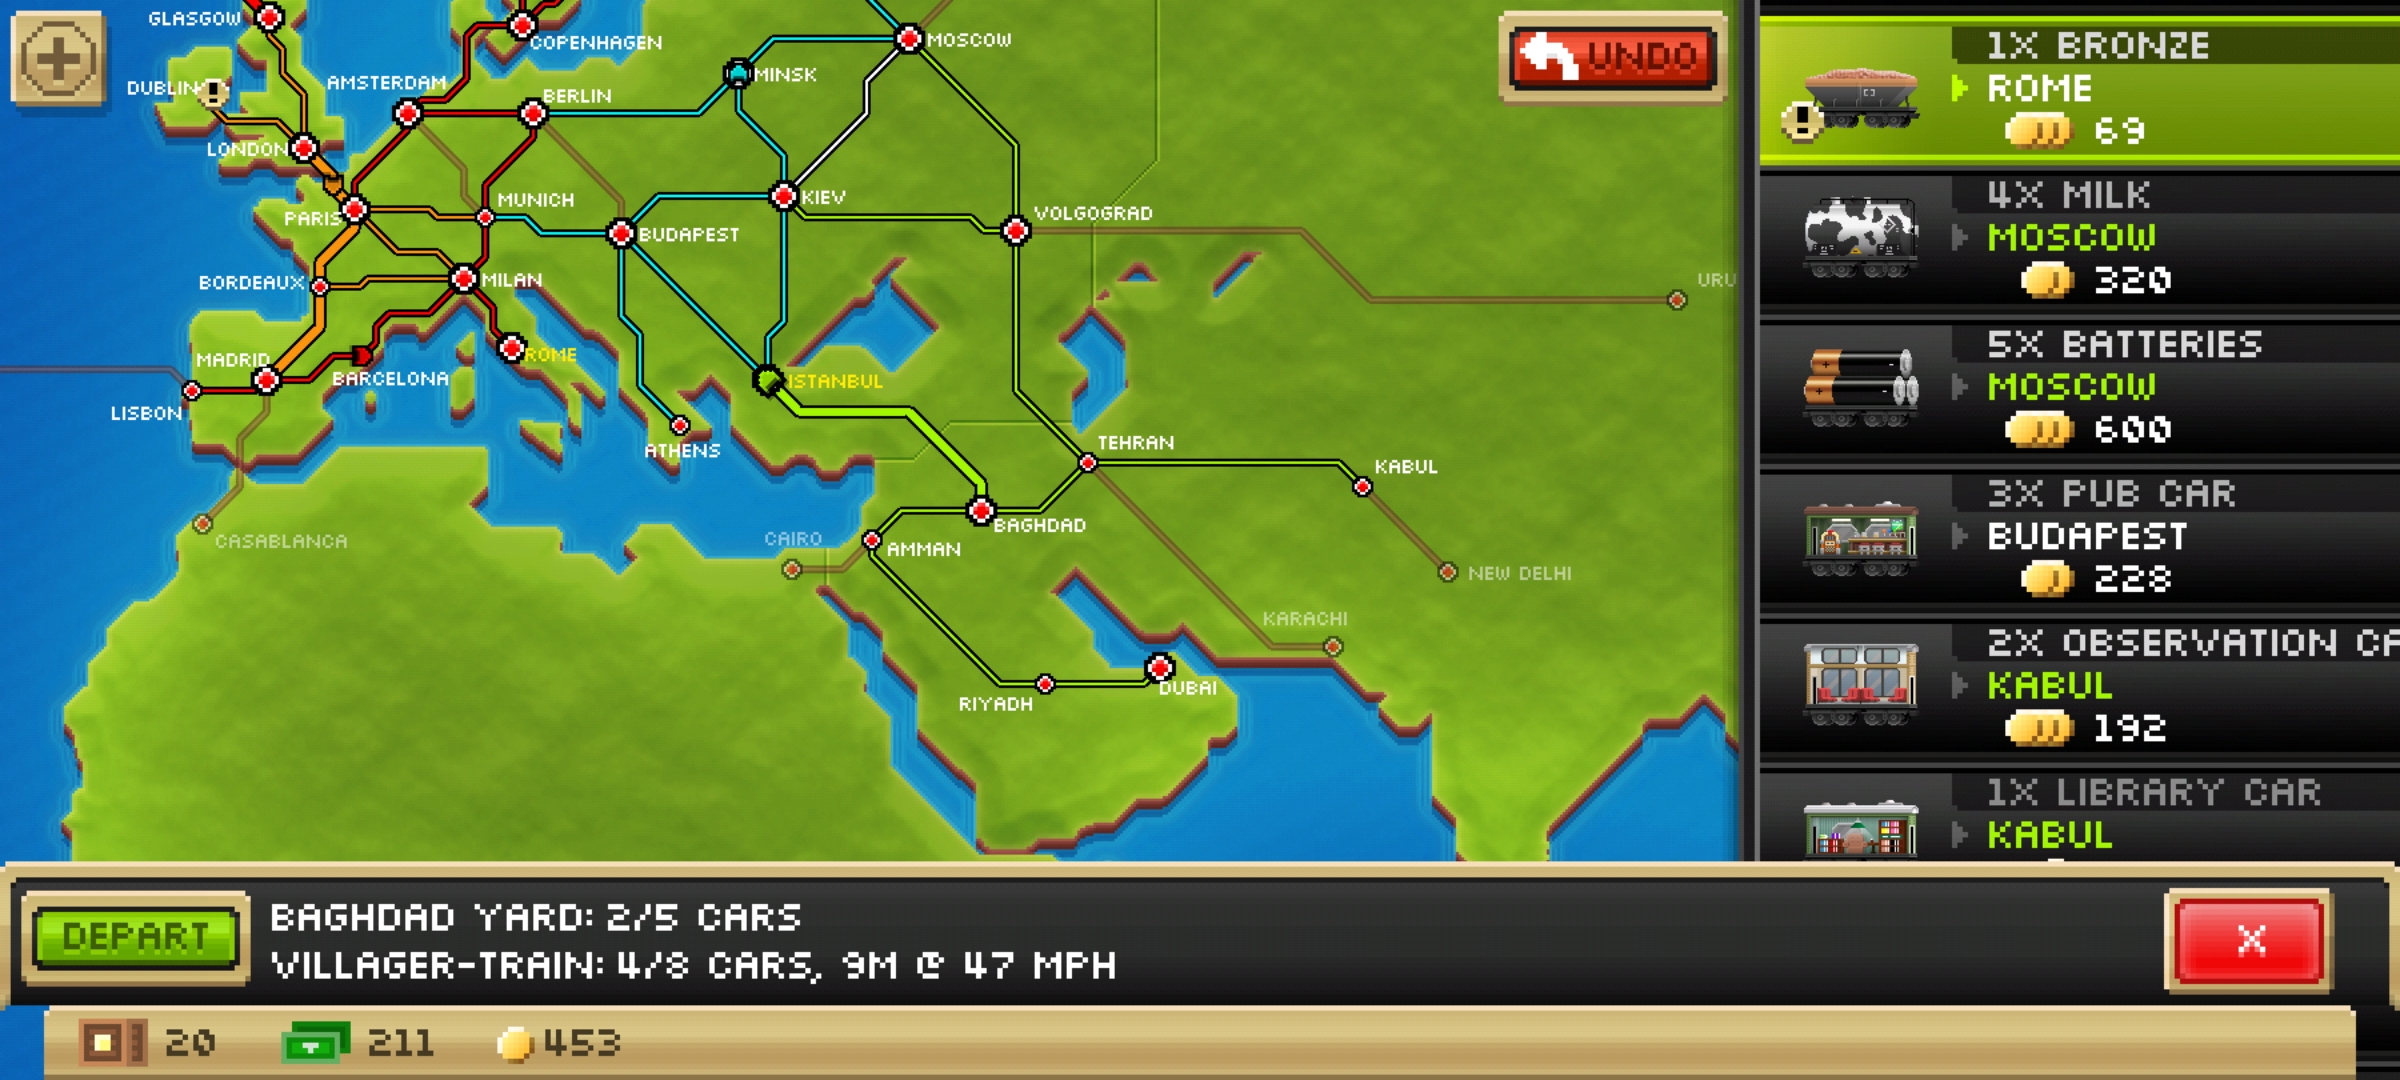 GLASGOW
COPENHAGEN
MOSCOW
DUBLIN
AMSTERDAM
BERLIN
MINSK
LONDON
PARIS
MUNICH
KIEV
BUDAPEST
VOLGOGRAD
BORDEAUX
MILAN
URU
MADRID
ROME
BARCELONA
ISTANBUL
LISBON
ATHENS
TEHRAN
KABUL
CASABLANCA
CAIRO
BAGHDAD
AMMAN
NEW DELHI
KARACHI
RIYADH
DUBAI
UNDO
1X BRONZE
ROME
69
4X MILK
MOSCOW
320
5X BATTERIES
MOSCOW
600
3X PUB CAR
BUDAPEST
228
2X OBSERVATION CA
KABUL
192
1X LIBRARY CAR
KABUL
DEPART
BAGHDAD YARD: 2/5 CARS
VILLAGER-TRAIN: 4/8 CARS, 9M @ 47 MPH
X
20
211
453